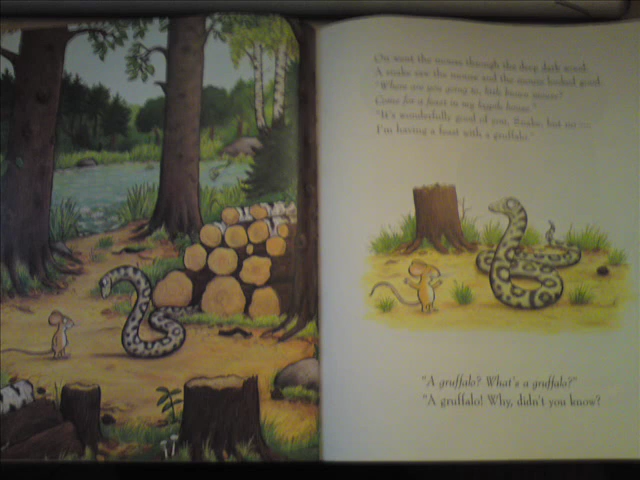 On went the mouse through the deep dark wood.
A snake saw the mouse and the mouse looked good.
"Where are you going to, little brown mouse?
Come for a feast in my logpile house."
"It's wonderfully good of you, Snake, but no —
I'm having a feast with a gruffalo."
"A gruffalo? What's a gruffalo?"
"A gruffalo! Why, didn't you know?